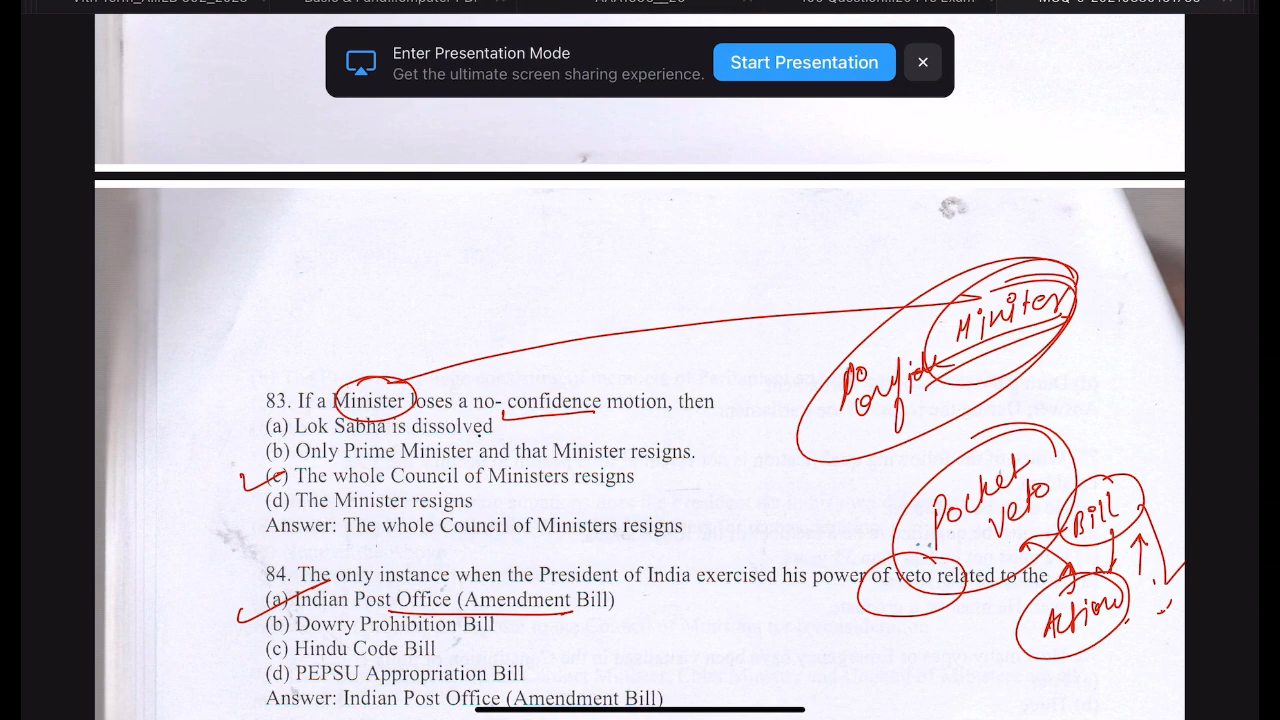 Enter Presentation Mode
Get the ultimate screen sharing experience.
Start Presentation
Miniter
No
Confide
83. If a Minister loses a no- confidence motion, then
(a) Lok Sabha is dissolved
(b) Only Prime Minister and that Minister resigns.
(c) The whole Council of Ministers resigns
(d) The Minister resigns
Answer: The whole Council of Ministers resigns
Pocket
veto
Bill
84. The only instance when the President of India exercised his power of veto related to the
(a) Indian Post Office (Amendment Bill)
Action
(b) Dowry Prohibition Bill
(c) Hindu Code Bill
(d) PEPSU Appropriation Bill
Answer: Indian Post Office (Amendment Bill)